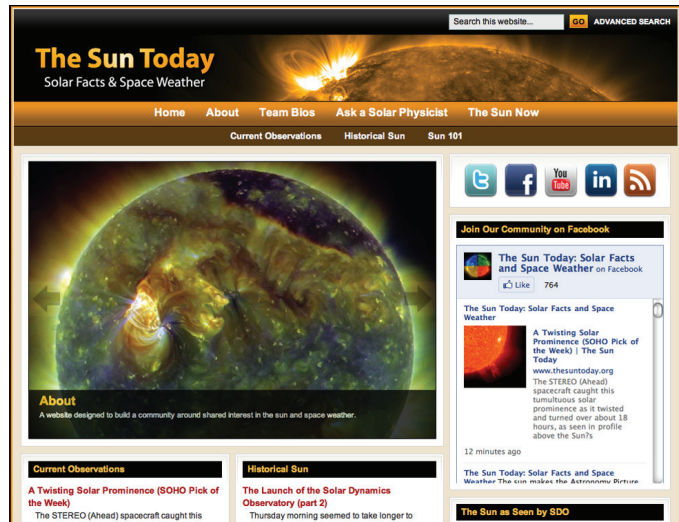 Search this website... GO ADVANCED SEARCH
The Sun Today
Solar Facts & Space Weather
Home About Team Bios Ask a Solar Physicist The Sun Now
Current Observations Historical Sun Sun 101
You
Tube
in
Join Our Community on Facebook
The Sun Today: Solar Facts
and Space Weather on Facebook
Like 764
The Sun Today: Solar Facts and Space
Weather
A Twisting Solar
Prominence (SOHO Pick of
the Week) | The Sun
Today
www.thesuntoday.org
The STEREO (Ahead)
spacecraft caught this
tumultuous solar
prominence as it twisted
and turned over about 18
hours, as seen in profile
above the Sun?s
12 minutes ago
The Sun Today: Solar Facts and Space
Weather The sun makes the Astronomy Picture
The Sun as Seen by SDO
About
A website designed to build a community around shared interest in the sun and space weather.
Current Observations
A Twisting Solar Prominence (SOHO Pick of
the Week)
The STEREO (Ahead) spacecraft caught this
Historical Sun
The Launch of the Solar Dynamics
Observatory (part 2)
Thursday morning seemed to take longer to